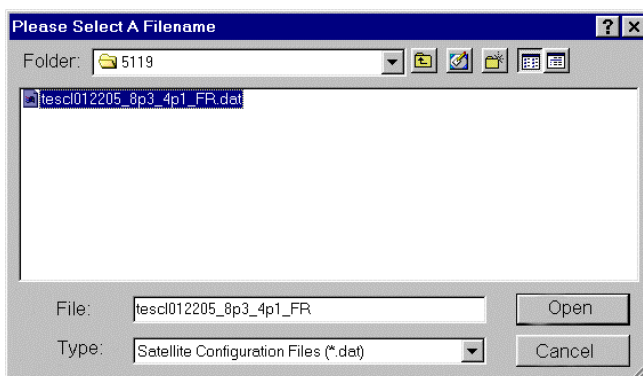 Please Select A Filename
Folder: 5119
tescl012205_8p3_4p1_FR.dat
File: tescl012205_8p3_4p1_FR Open
Type: Satellite Configuration Files (*.dat) Cancel